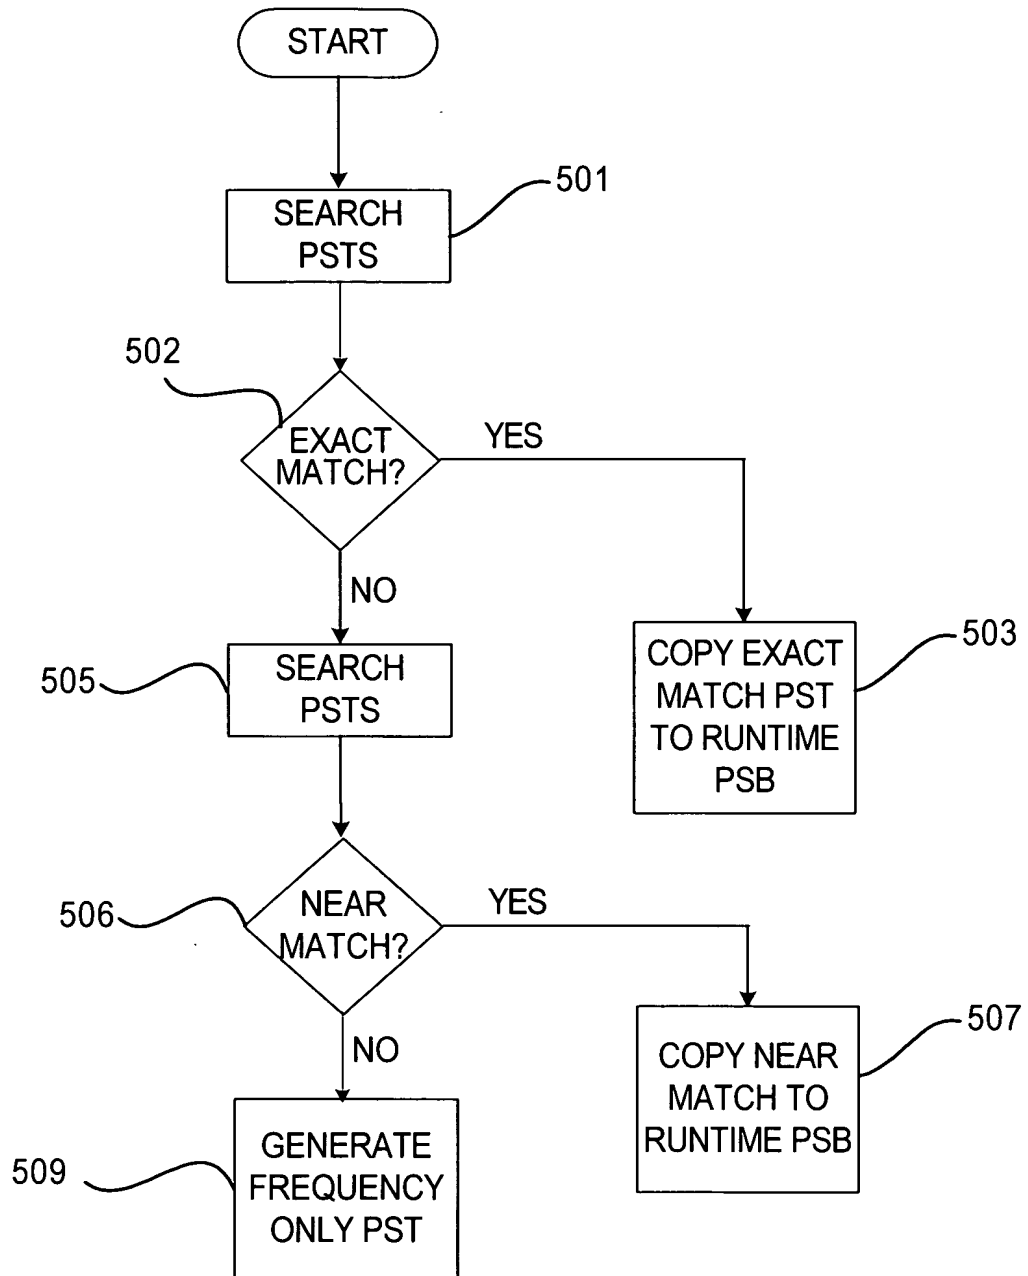 START
501
SEARCH
PSTS
502
EXACT
MATCH?
YES
NO
503
COPY EXACT
MATCH PST
TO RUNTIME
PSB
505
SEARCH
PSTS
506
NEAR
MATCH?
YES
NO
507
COPY NEAR
MATCH TO
RUNTIME PSB
509
GENERATE
FREQUENCY
ONLY PST